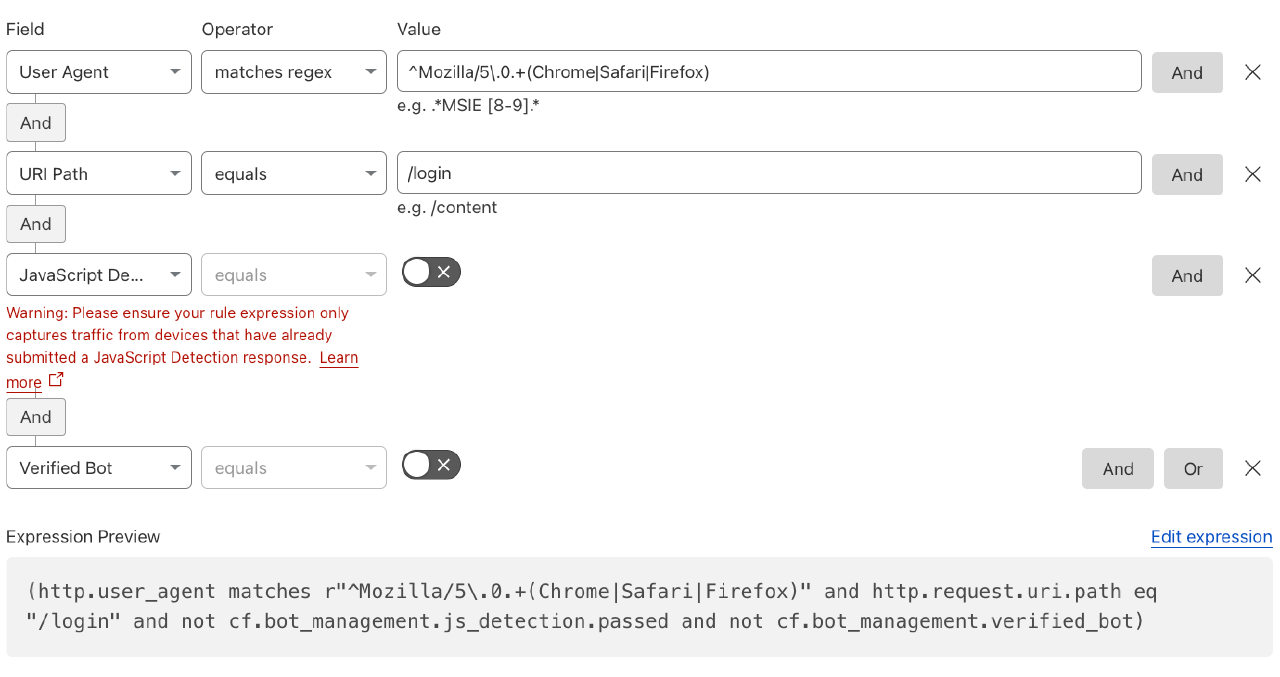 Field Operator Value
User Agent matches regex ^Mozilla/5\.0.+(Chrome|Safari|Firefox) And
e.g. .*MSIE [8-9].*
And
URI Path equals /login And
e.g. /content
And
JavaScript De... equals And
Warning: Please ensure your rule expression only
captures traffic from devices that have already
submitted a JavaScript Detection response. Learn
more
And
Verified Bot equals And Or
Expression Preview Edit expression
(http.user_agent matches r"^Mozilla/5\.0.+(Chrome|Safari|Firefox)" and http.request.uri.path eq
"/login" and not cf.bot_management.js_detection.passed and not cf.bot_management.verified_bot)